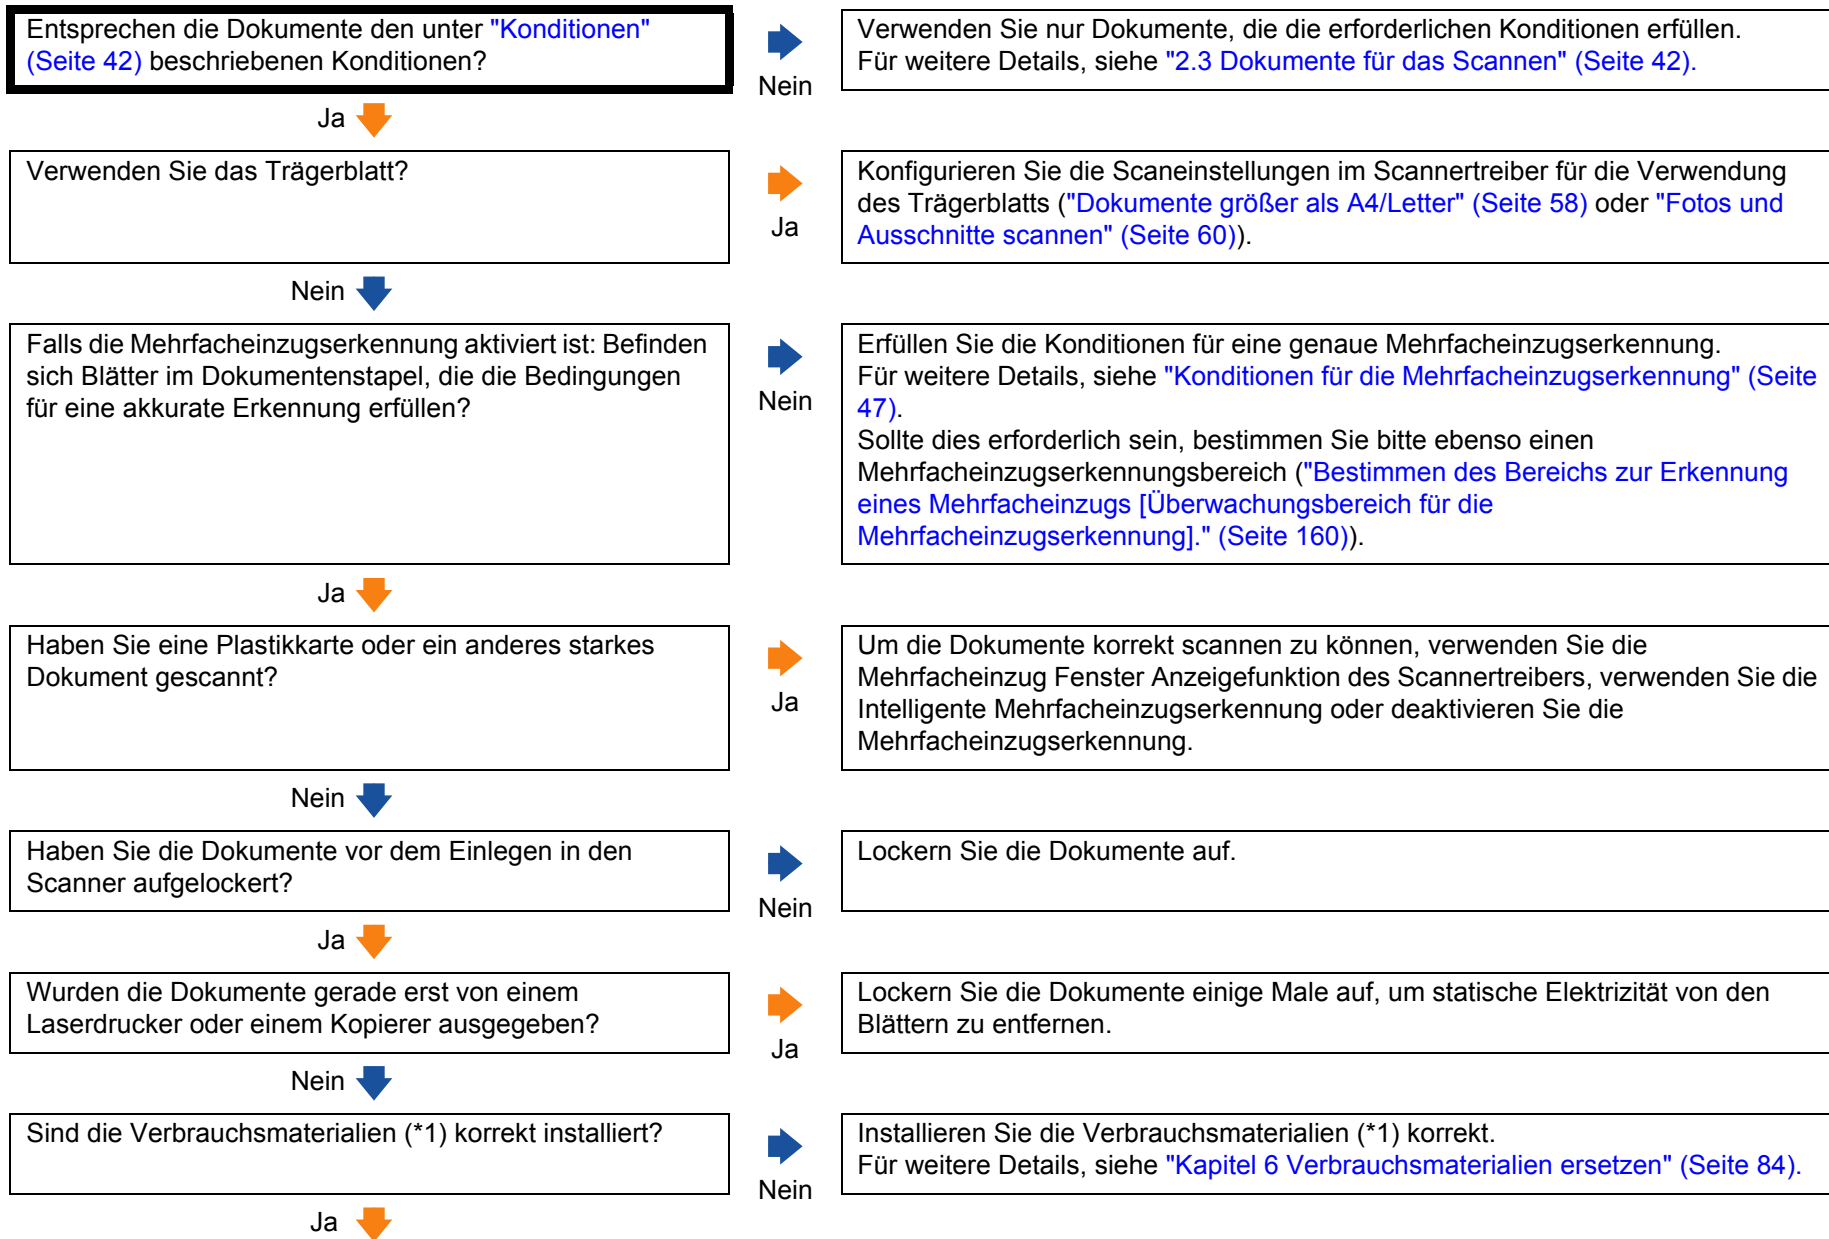 Entsprechen die Dokumente den unter "Konditionen"
(Seite 42) beschriebenen Konditionen?
Nein
Verwenden Sie nur Dokumente, die die erforderlichen Konditionen erfüllen.
Für weitere Details, siehe "2.3 Dokumente für das Scannen" (Seite 42).
Ja
Verwenden Sie das Trägerblatt?
Ja
Konfigurieren Sie die Scaneinstellungen im Scannertreiber für die Verwendung
des Trägerblatts ("Dokumente größer als A4/Letter" (Seite 58) oder "Fotos und
Ausschnitte scannen" (Seite 60)).
Nein
Falls die Mehrfacheinzugserkennung aktiviert ist: Befinden
sich Blätter im Dokumentenstapel, die die Bedingungen
für eine akkurate Erkennung erfüllen?
Nein
Erfüllen Sie die Konditionen für eine genaue Mehrfacheinzugserkennung.
Für weitere Details, siehe "Konditionen für die Mehrfacheinzugserkennung" (Seite
47).
Sollte dies erforderlich sein, bestimmen Sie bitte ebenso einen
Mehrfacheinzugserkennungsbereich ("Bestimmen des Bereichs zur Erkennung
eines Mehrfacheinzugs [Überwachungsbereich für die
Mehrfacheinzugserkennung]." (Seite 160)).
Ja
Haben Sie eine Plastikkarte oder ein anderes starkes
Dokument gescannt?
Ja
Um die Dokumente korrekt scannen zu können, verwenden Sie die
Mehrfacheinzug Fenster Anzeigefunktion des Scannertreibers, verwenden Sie die
Intelligente Mehrfacheinzugserkennung oder deaktivieren Sie die
Mehrfacheinzugserkennung.
Nein
Haben Sie die Dokumente vor dem Einlegen in den
Scanner aufgelockert?
Nein
Lockern Sie die Dokumente auf.
Ja
Wurden die Dokumente gerade erst von einem
Laserdrucker oder einem Kopierer ausgegeben?
Ja
Lockern Sie die Dokumente einige Male auf, um statische Elektrizität von den
Blättern zu entfernen.
Nein
Sind die Verbrauchsmaterialien (*1) korrekt installiert?
Nein
Installieren Sie die Verbrauchsmaterialien (*1) korrekt.
Für weitere Details, siehe "Kapitel 6 Verbrauchsmaterialien ersetzen" (Seite 84).
Ja